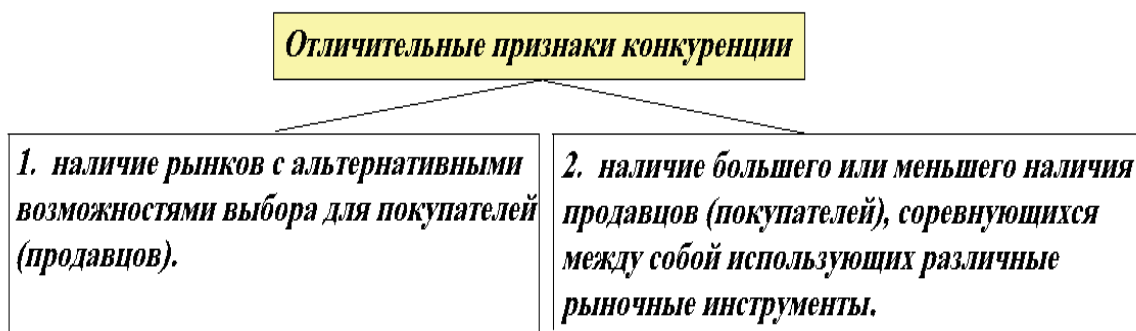 Отличительные признаки конкуренции
1. наличие рынков с альтернативными
возможностями выбора для покупателей
(продавцов).
2. наличие большего или меньшего наличия
продавцов (покупателей), соревнующихся
между собой использующих различные
рыночные инструменты.